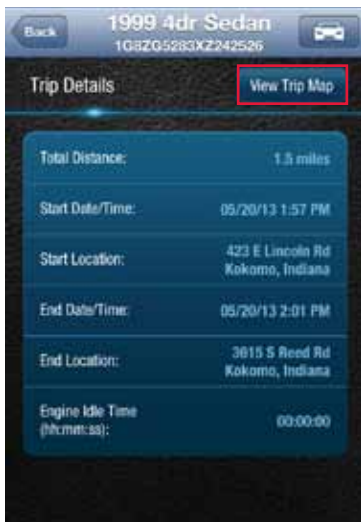 Back
1999 4dr Sedan
1G8ZG5283XZ242526
Trip Details
View Trip Map
Total Distance:
1.5 miles
Start Date/Time:
05/20/13 1:57 PM
Start Location:
423 E Lincoln Rd
Kokomo, Indiana
End Date/Time:
05/20/13 2:01 PM
End Location:
3615 S Reed Rd
Kokomo, Indiana
Engine Idle Time
(hh:mm:ss):
00:00:00